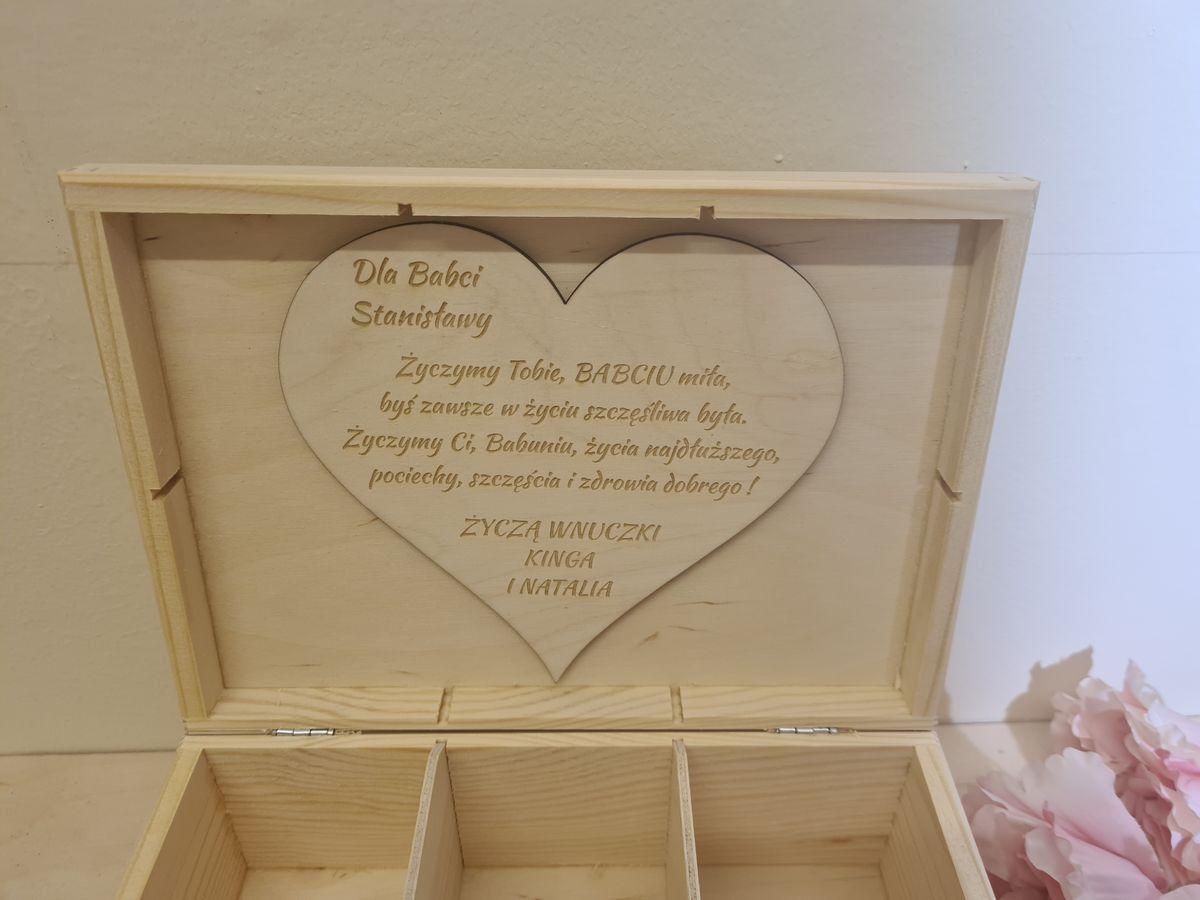 Dla Babci
Stanisławy
Życzymy Tobie, BABCIU miła,
byś zawsze w życiu szczęśliwa była.
Życzymy Ci, Babuniu, życia najdłuższego,
pociechy, szczęścia i zdrowia dobrego !
ŻYCZĄ WNUCZKI
KINGA
I NATALIA